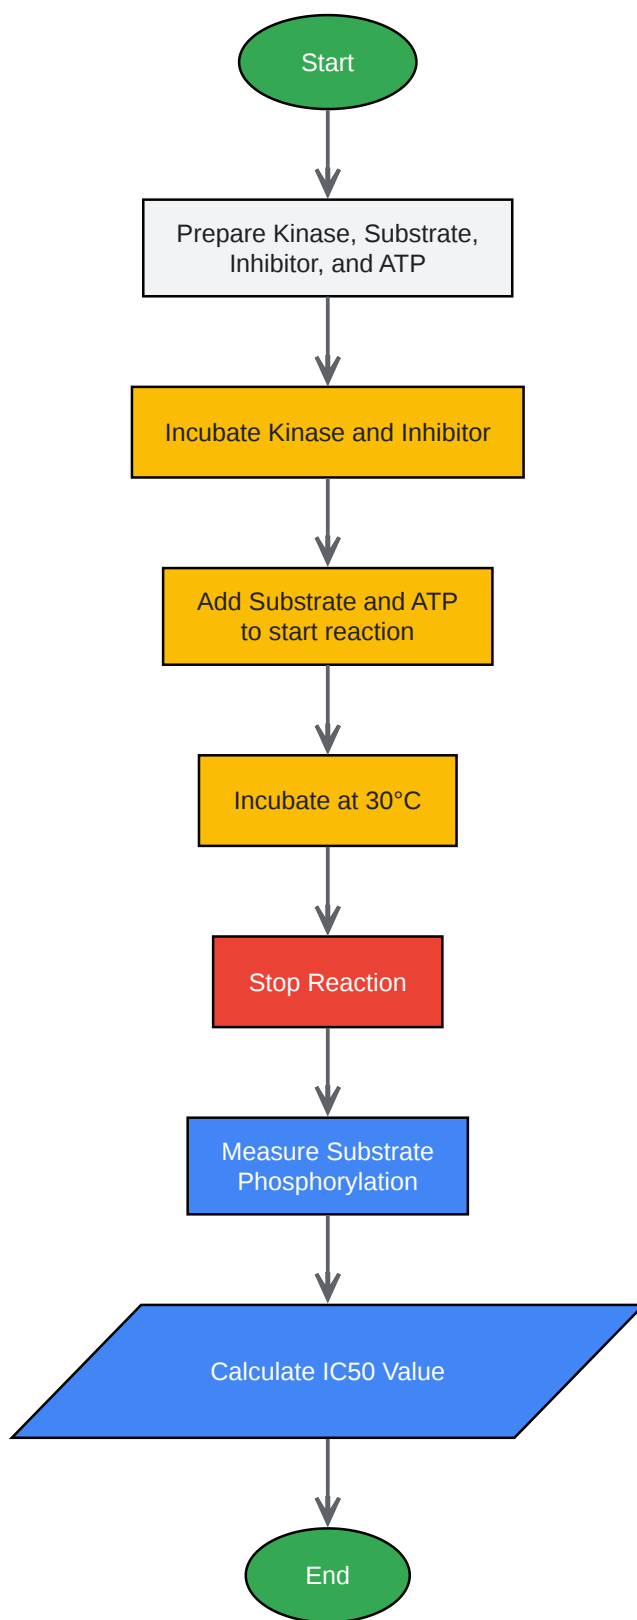 Start
Prepare Kinase, Substrate,
Inhibitor, and ATP
Incubate Kinase and Inhibitor
Add Substrate and ATP
to start reaction
Incubate at 30°C
Stop Reaction
Measure Substrate
Phosphorylation
Calculate IC50 Value
End